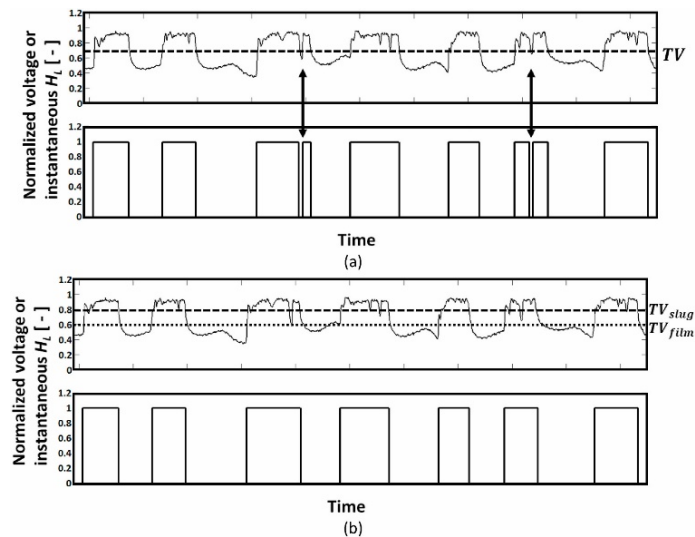 Normalized voltage or
instantaneous H_L [ - ]
1.2
1
0.8
0.6
0.4
0.2
0
TV
1.2
1
0.8
0.6
0.4
0.2
0
Time
(a)
Normalized voltage or
instantaneous H_L [ - ]
1.2
1
0.8
0.6
0.4
0.2
0
TV_slug
TV_film
1.2
1
0.8
0.6
0.4
0.2
0
Time
(b)